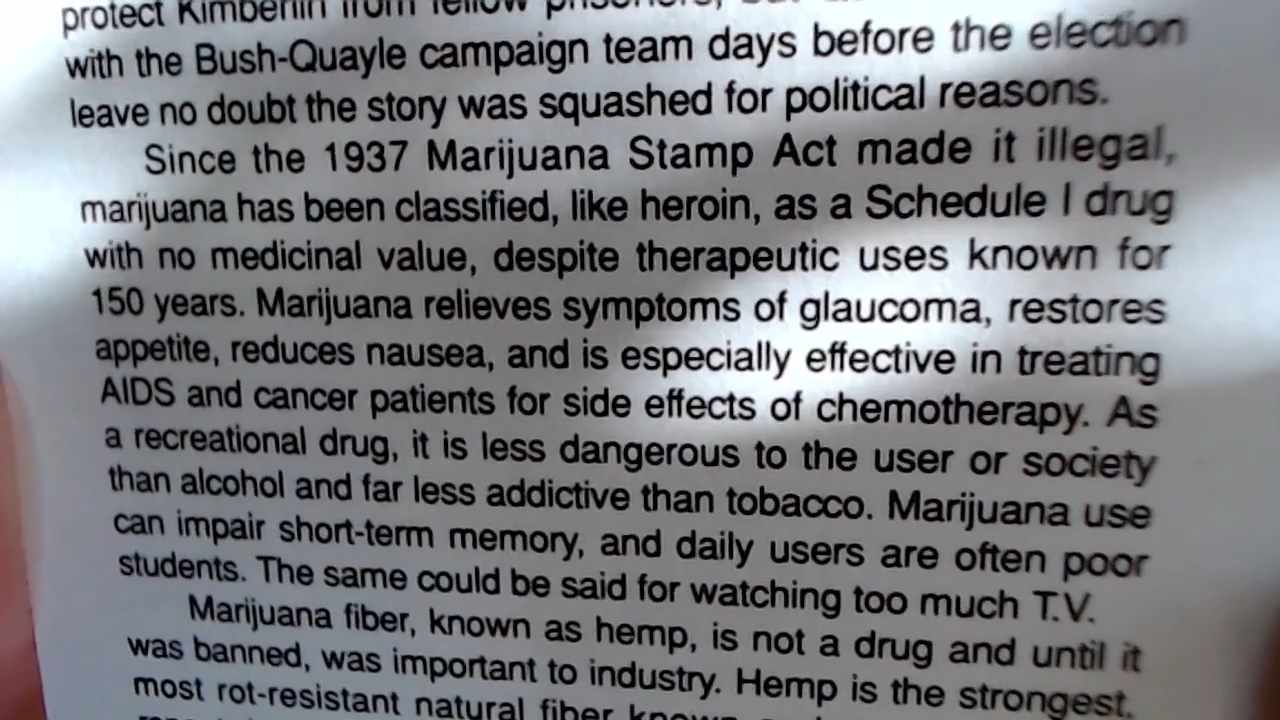 protect Kimberlin from fellow prisoners,
with the Bush-Quayle campaign team days before the election
leave no doubt the story was squashed for political reasons.
Since the 1937 Marijuana Stamp Act made it illegal,
marijuana has been classified, like heroin, as a Schedule I drug
with no medicinal value, despite therapeutic uses known for
150 years. Marijuana relieves symptoms of glaucoma, restores
appetite, reduces nausea, and is especially effective in treating
AIDS and cancer patients for side effects of chemotherapy. As
a recreational drug, it is less dangerous to the user or society
than alcohol and far less addictive than tobacco. Marijuana use
can impair short-term memory, and daily users are often poor
students. The same could be said for watching too much T.V.
Marijuana fiber, known as hemp, is not a drug and until it
was banned, was important to industry. Hemp is the strongest,
most rot-resistant natural fiber